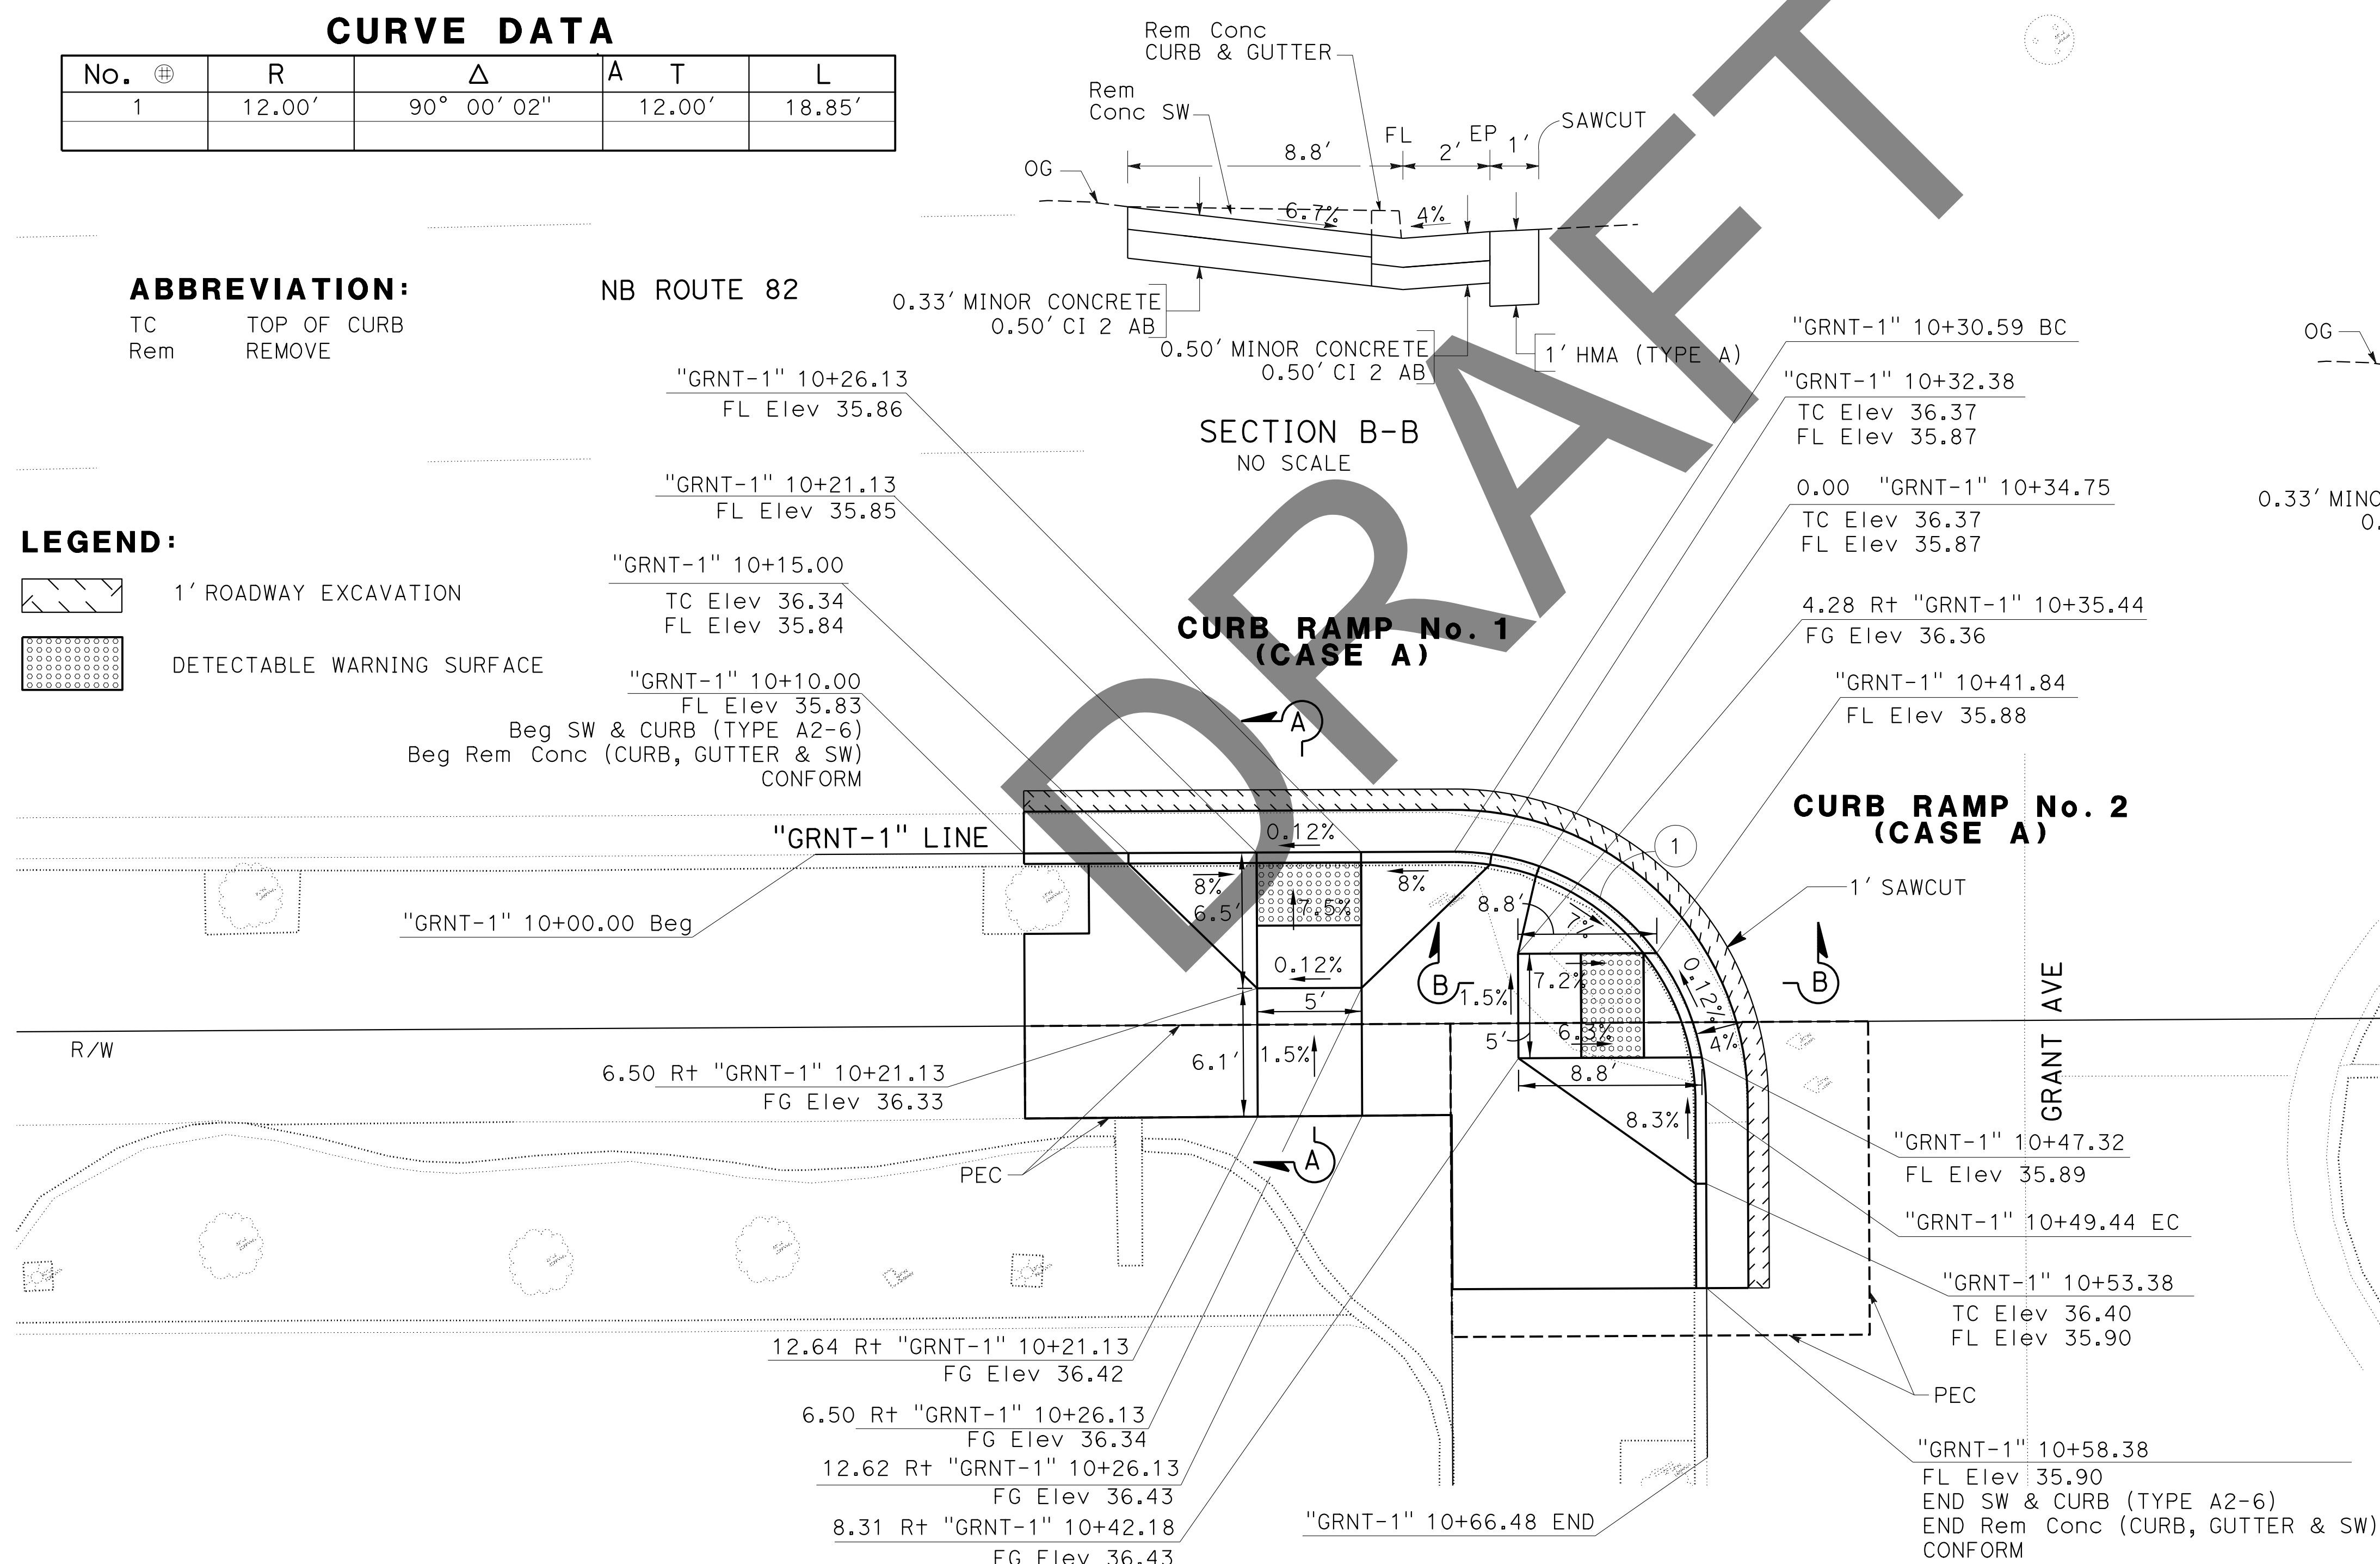 CURVE DATA
No. # R Δ A T L
1 12.00' 90° 00' 02" 12.00' 18.85'
Rem Conc
CURB & GUTTER
Rem
Conc SW
OG
8.8'
FL
2'
EP
1'
SAWCUT
6.7%
4%
0.33' MINOR CONCRETE
0.50' CI 2 AB
0.50' MINOR CONCRETE
0.50' CI 2 AB
1' HMA (TYPE A)
SECTION B-B
NO SCALE
OG
0.33' MINO
0.
ABBREVIATION:
TC TOP OF CURB
Rem REMOVE
NB ROUTE 82
LEGEND:
1' ROADWAY EXCAVATION
DETECTABLE WARNING SURFACE
"GRNT-1" 10+26.13
FL Elev 35.86
"GRNT-1" 10+21.13
FL Elev 35.85
"GRNT-1" 10+15.00
TC Elev 36.34
FL Elev 35.84
"GRNT-1" 10+10.00
FL Elev 35.83
Beg SW & CURB (TYPE A2-6)
Beg Rem Conc (CURB, GUTTER & SW)
CONFORM
"GRNT-1" 10+30.59 BC
"GRNT-1" 10+32.38
TC Elev 36.37
FL Elev 35.87
0.00 "GRNT-1" 10+34.75
TC Elev 36.37
FL Elev 35.87
4.28 Rt "GRNT-1" 10+35.44
FG Elev 36.36
"GRNT-1" 10+41.84
FL Elev 35.88
CURB RAMP No. 1
(CASE A)
CURB RAMP No. 2
(CASE A)
DRAFT
A
"GRNT-1" LINE
"GRNT-1" 10+00.00 Beg
0.12%
8%
6.5'
7.5%
8%
0.12%
5'
6.1'
1.5%
8.8'
7%
1
1' SAWCUT
B
B
1.5%
7.2%
0.12%
5'
6.3%
4%
8.8'
8.3%
GRANT AVE
R/W
PEC
A
6.50 Rt "GRNT-1" 10+21.13
FG Elev 36.33
"GRNT-1" 10+47.32
FL Elev 35.89
"GRNT-1" 10+49.44 EC
"GRNT-1" 10+53.38
TC Elev 36.40
FL Elev 35.90
PEC
12.64 Rt "GRNT-1" 10+21.13
FG Elev 36.42
6.50 Rt "GRNT-1" 10+26.13
FG Elev 36.34
12.62 Rt "GRNT-1" 10+26.13
FG Elev 36.43
8.31 Rt "GRNT-1" 10+42.18
FG Elev 36.43
"GRNT-1" 10+66.48 END
"GRNT-1" 10+58.38
FL Elev 35.90
END SW & CURB (TYPE A2-6)
END Rem Conc (CURB, GUTTER & SW)
CONFORM